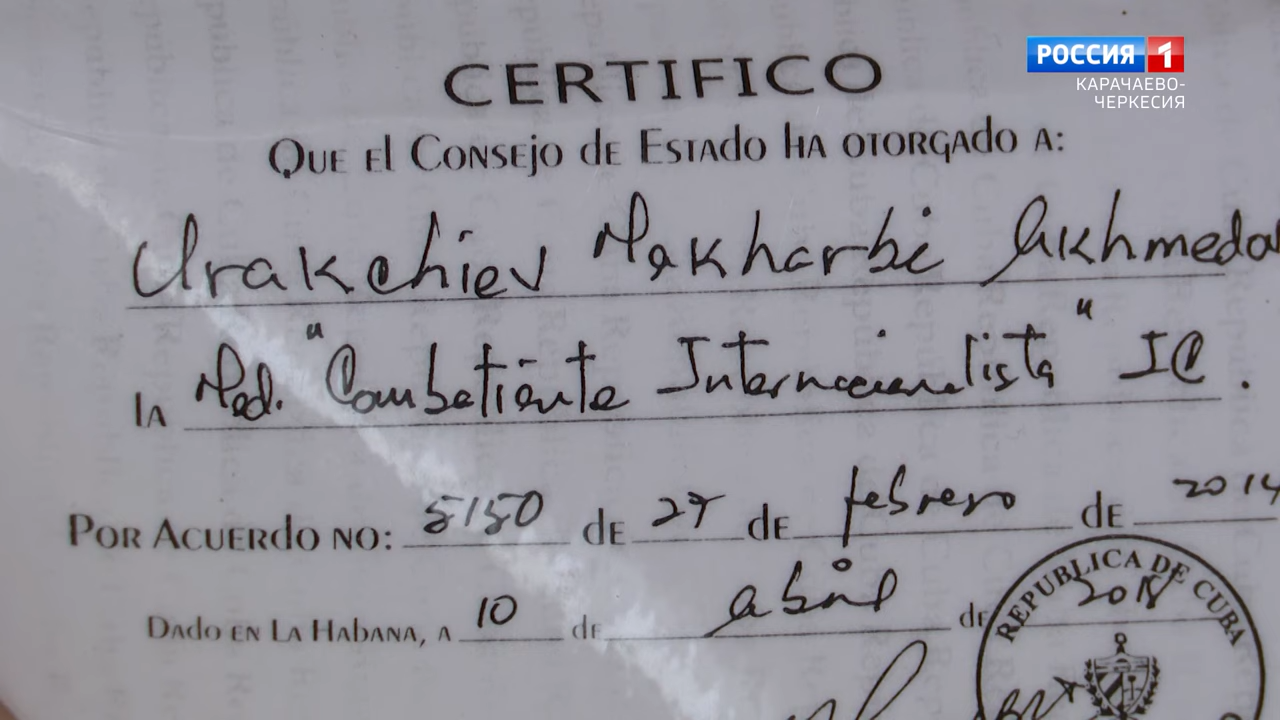 РОССИЯ 1
КАРАЧАЕВО-
ЧЕРКЕСИЯ
CERTIFICO
Que el Consejo de Estado ha otorgado a:
Urakchiev Makharbi Akhmedo
la Med. "Combatiente Internacionalista" IC.
Por Acuerdo No: 5150 de 27 de febrero de 2014
Dado en La Habana, a 10 de abril de
REPUBLICA DE CUBA